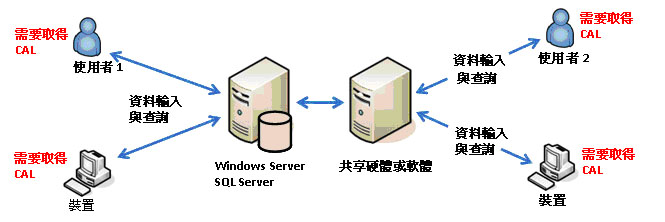 需要取得
CAL
使用者 1
資料輸入
與查詢
需要取得
CAL
裝置
Windows Server
SQL Server
共享硬體或軟體
資料輸入
與查詢
需要取得
CAL
使用者 2
資料輸入
與查詢
需要取得
CAL
裝置